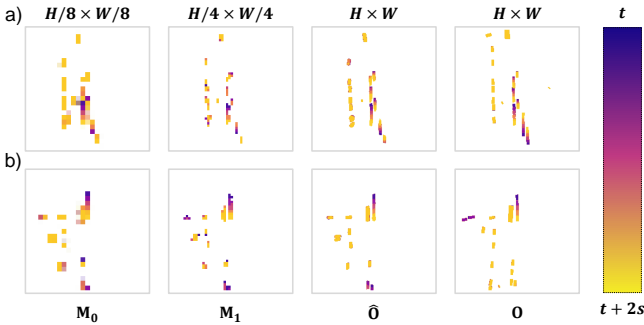 a) H/8 × W/8 H/4 × W/4 H × W H × W t
b)
M₀ M₁ Ô O t + 2s